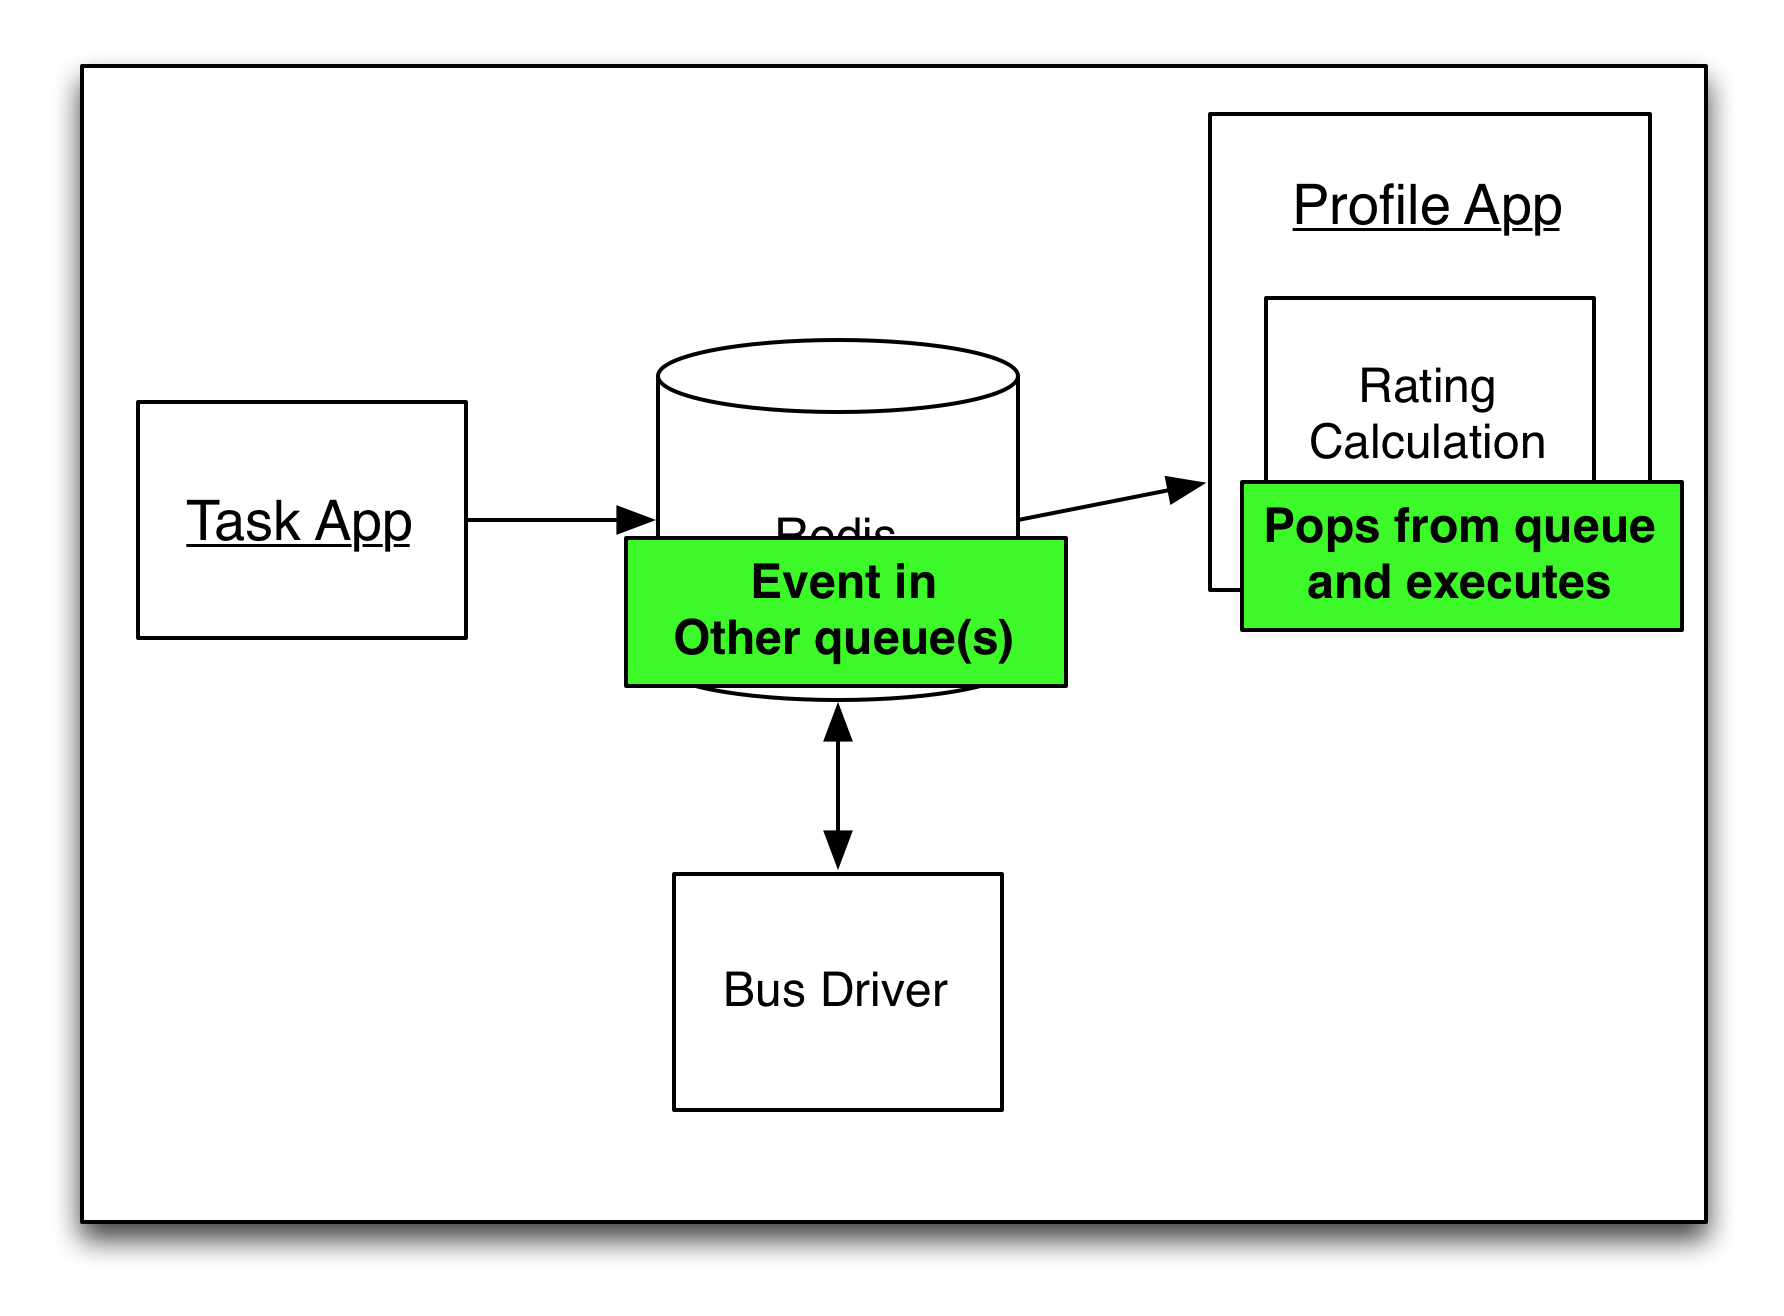 Profile App
Rating
Calculation
Pops from queue
and executes
Task App
Redis
Event in
Other queue(s)
Bus Driver